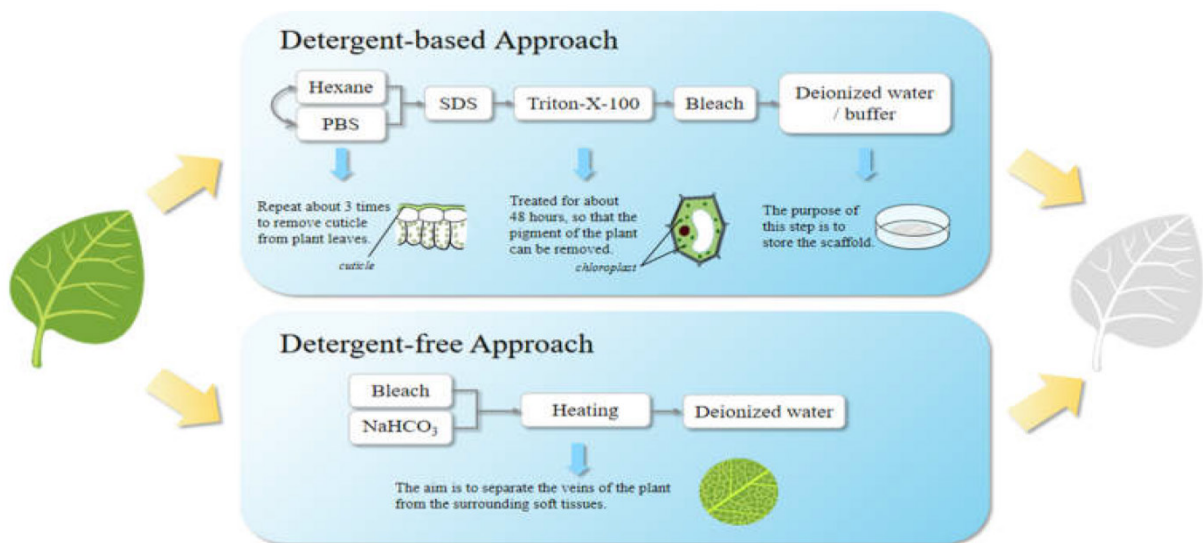 Detergent-based Approach
Hexane
PBS
SDS
Triton-X-100
Bleach
Deionized water
/ buffer
Repeat about 3 times
to remove cuticle
from plant leaves.
cuticle
Treated for about
48 hours, so that the
pigment of the plant
can be removed.
chloroplast
The purpose of
this step is to
store the scaffold.
Detergent-free Approach
Bleach
NaHCO₃
Heating
Deionized water
The aim is to separate the veins of the plant
from the surrounding soft tissues.